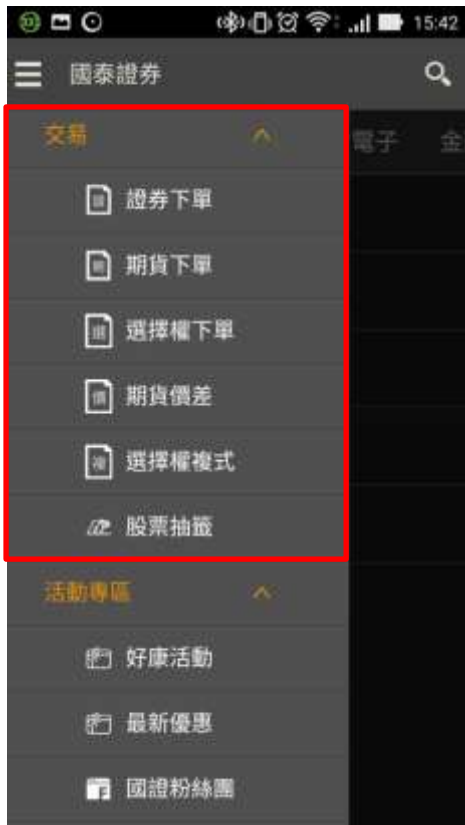 15:42
國泰證券
交易
電子 金
證券下單
期貨下單
選擇權下單
期貨價差
選擇權複式
股票抽籤
活動專區
好康活動
最新優惠
國證粉絲團